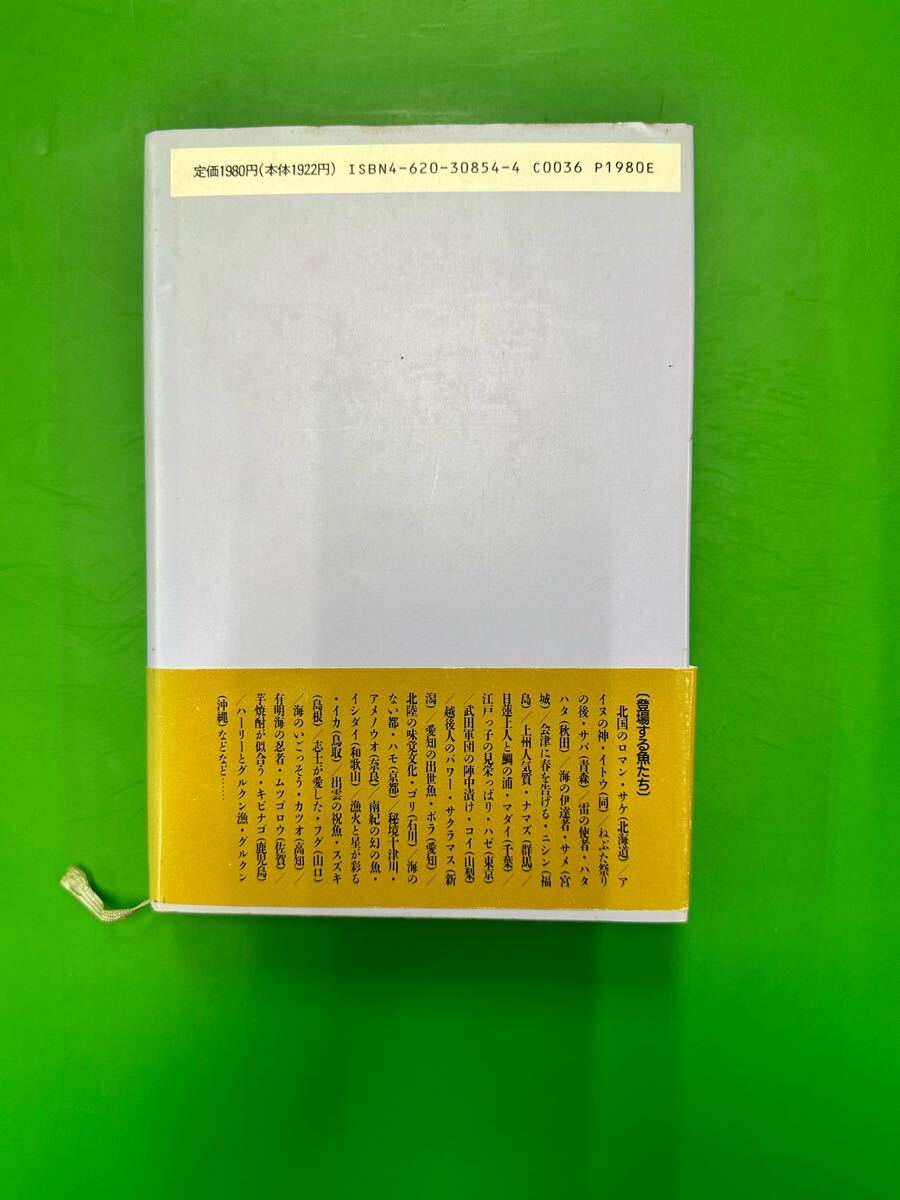 定価1980円(本体1922円) ISBN4-620-30854-4 C0036 P1980E
〔登場する魚たち〕
北国のロマン・サケ(北海道)/ア
イヌの神・イトウ(同)/ねぶた祭り
の後・サバ(青森) 雷の使者・ハタ
ハタ(秋田)/海の伊達者・サメ(宮
城)/会津に春を告げる・ニシン(福
島)/上州人気質・ナマズ(群馬)/
日蓮上人と鯛の浦・マダイ(千葉)/
江戸っ子の見栄っぱり・ハゼ(東京)
/武田軍団の陣中漬け・コイ(山梨)
/越後人のパワー・サクラマス(新
潟)/愛知の出世魚・ボラ(愛知)/
北陸の味覚文化・ゴリ(石川)/海の
ない都・ハモ(京都)/秘境十津川・
アメノウオ(奈良)/南紀の幻の魚・
イシダイ(和歌山)/漁火と星が彩る
・イカ(鳥取)/出雲の祝魚・スズキ
(島根)/志士が愛した・フグ(山口)
/海のいごっそう・カツオ(高知)/
有明海の忍者・ムツゴロウ(佐賀)/
芋焼酎が似合う・キビナゴ(鹿児島)
/ハーリーとグルクン漁・グルクン
(沖縄)などなど……